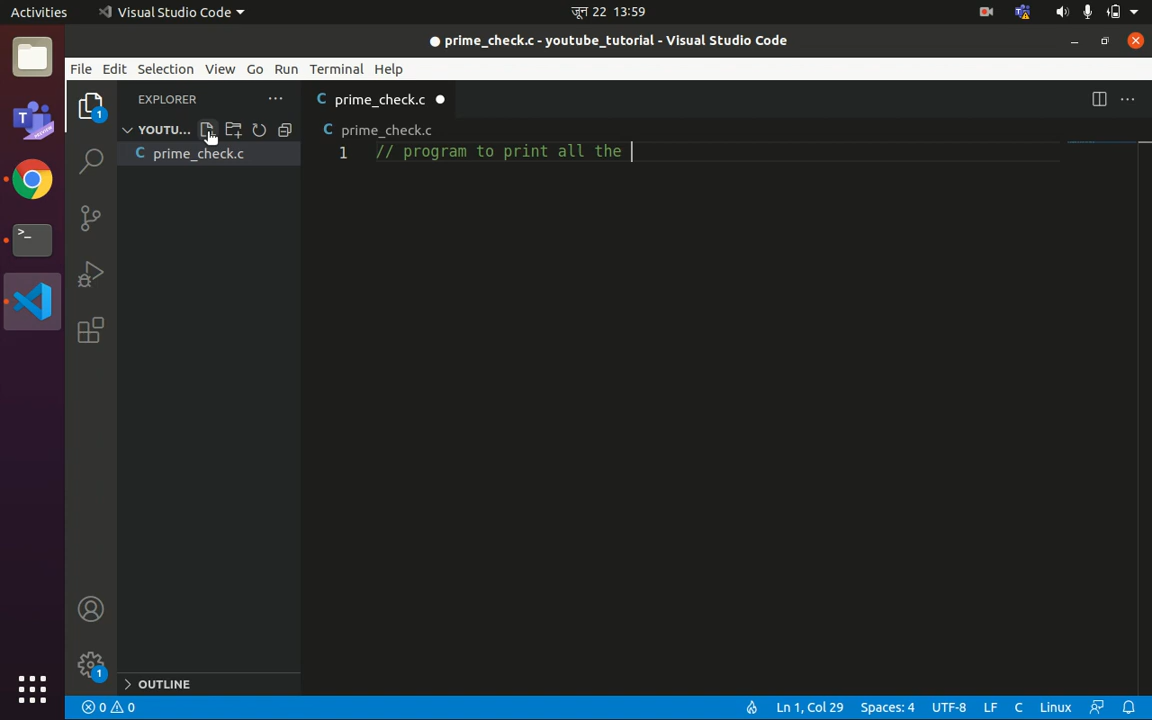 Activities Visual Studio Code जून 22 13:59
● prime_check.c - youtube_tutorial - Visual Studio Code
File Edit Selection View Go Run Terminal Help
EXPLORER
C prime_check.c ●
YOUTU...
C prime_check.c
C prime_check.c
1 // program to print all the
OUTLINE
0 0 Ln 1, Col 29 Spaces: 4 UTF-8 LF C Linux